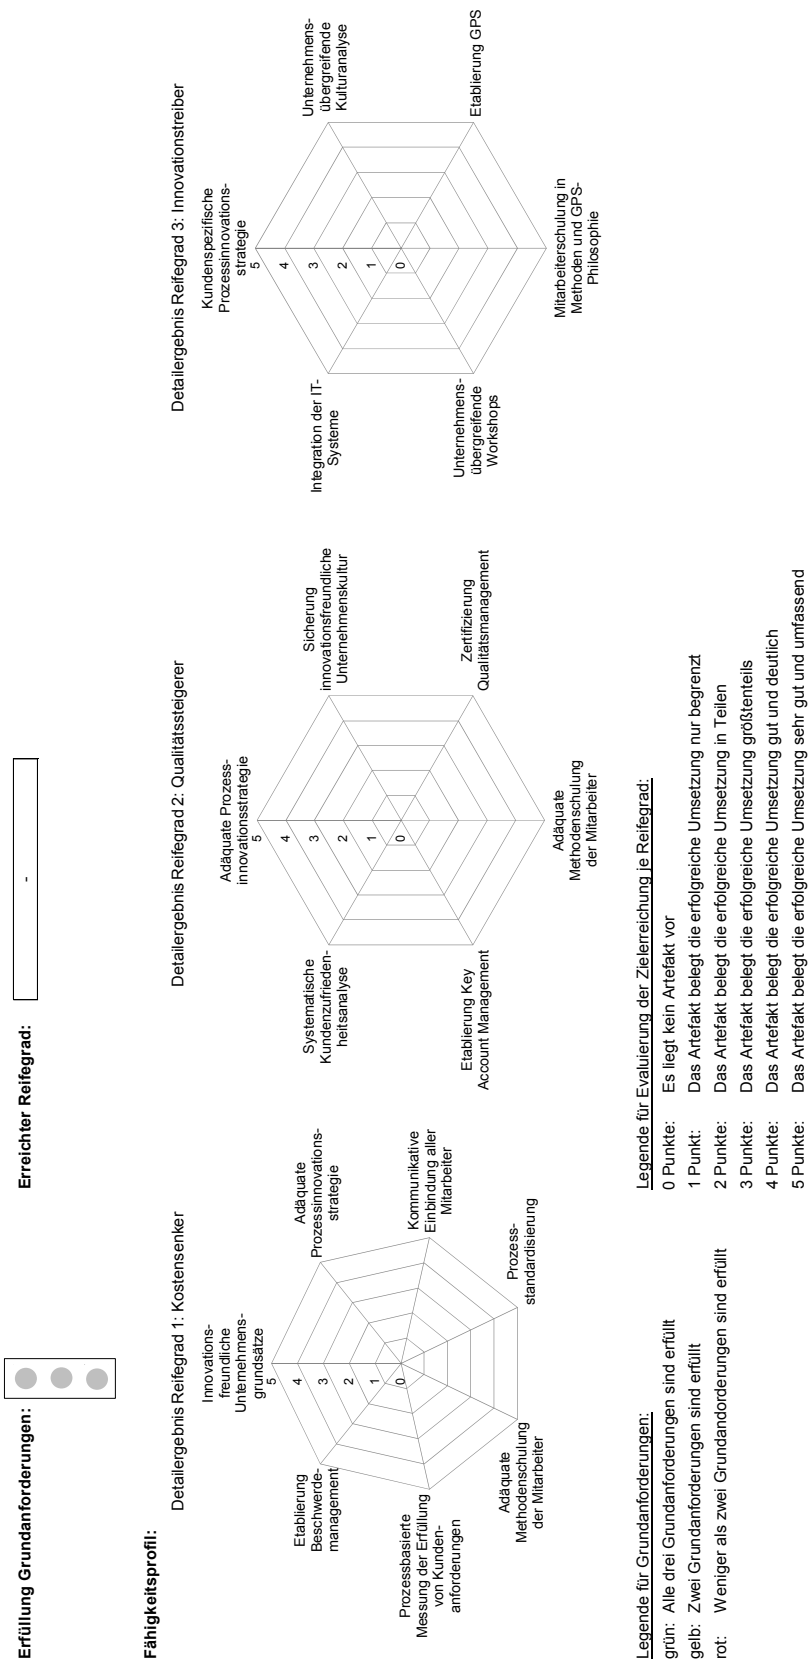 Erfüllung Grundanforderungen:
Erreichter Reifegrad:
-
Fähigkeitsprofil:
Detailergebnis Reifegrad 1: Kostensenker
Innovations-
freundliche
Unternehmens-
grundsätze
5
4
3
2
1
0
Adäquate
Prozessinnovations-
strategie
Kommunikative
Einbindung aller
Mitarbeiter
Prozess-
standardisierung
Adäquate
Methodenschulung
der Mitarbeiter
Prozessbasierte
Messung der Erfüllung
von Kunden-
anforderungen
Etablierung
Beschwerde-
management
Detailergebnis Reifegrad 2: Qualitätssteigerer
Adäquate Prozess-
innovationsstrategie
5
4
3
2
1
0
Sicherung
innovationsfreundliche
Unternehmenskultur
Zertifizierung
Qualitätsmanagement
Adäquate
Methodenschulung
der Mitarbeiter
Etablierung Key
Account Management
Systematische
Kundenzufrieden-
heitsanalyse
Detailergebnis Reifegrad 3: Innovationstreiber
Kundenspezifische
Prozessinnovations-
strategie
5
4
3
2
1
0
Unternehmens-
übergreifende
Kulturanalyse
Etablierung GPS
Mitarbeiterschulung in
Methoden und GPS-
Philosophie
Unternehmens-
übergreifende
Workshops
Integration der IT-
Systeme
Legende für Grundanforderungen:
grün: Alle drei Grundanforderungen sind erfüllt
gelb: Zwei Grundanforderungen sind erfüllt
rot: Weniger als zwei Grundandorderungen sind erfüllt
Legende für Evaluierung der Zielerreichung je Reifegrad:
0 Punkte: Es liegt kein Artefakt vor
1 Punkt: Das Artefakt belegt die erfolgreiche Umsetzung nur begrenzt
2 Punkte: Das Artefakt belegt die erfolgreiche Umsetzung in Teilen
3 Punkte: Das Artefakt belegt die erfolgreiche Umsetzung größtenteils
4 Punkte: Das Artefakt belegt die erfolgreiche Umsetzung gut und deutlich
5 Punkte: Das Artefakt belegt die erfolgreiche Umsetzung sehr gut und umfassend